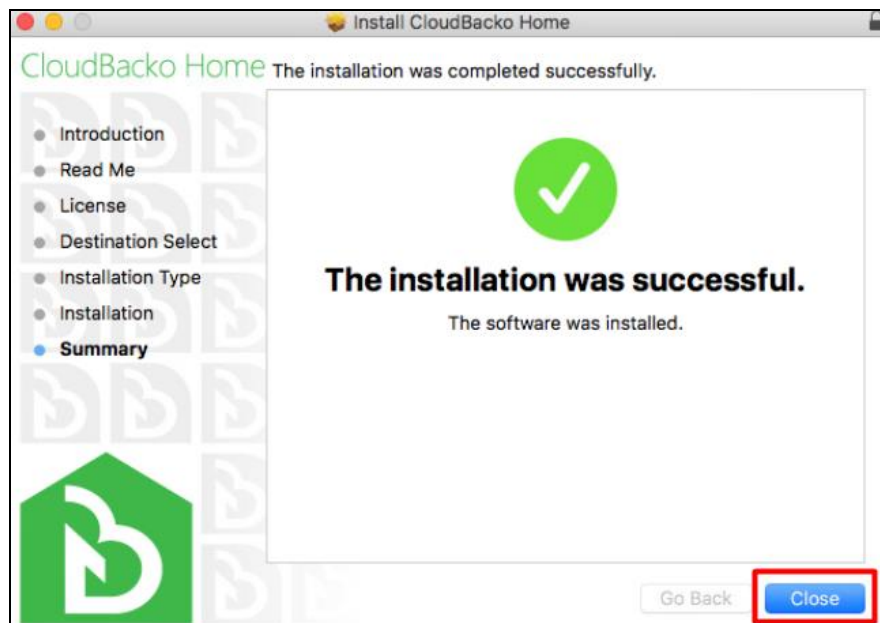 Install CloudBacko Home
CloudBacko Home
The installation was completed successfully.
Introduction
Read Me
License
Destination Select
Installation Type
Installation
Summary
The installation was successful.
The software was installed.
Go Back
Close